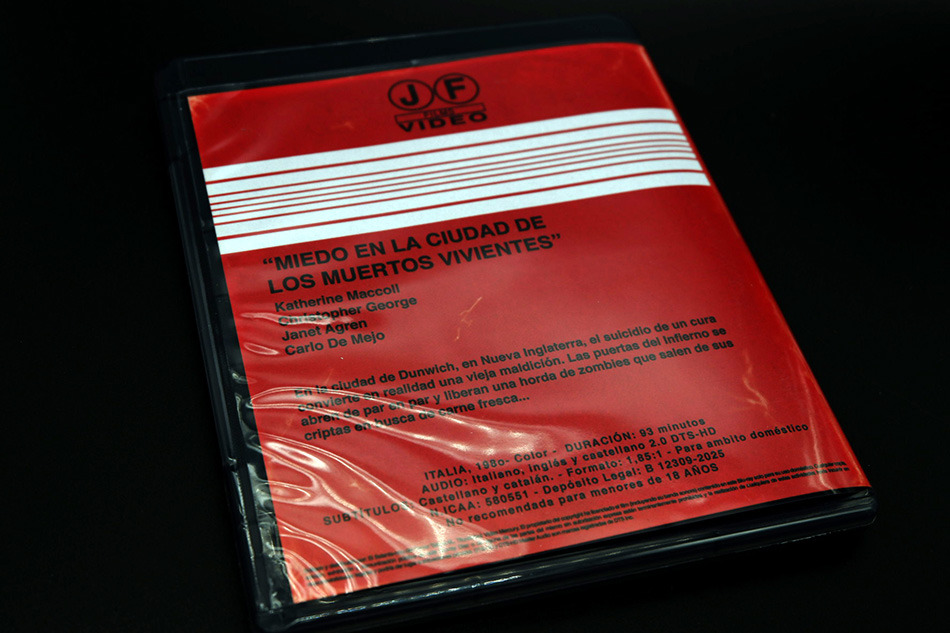 J F
FILMS
VIDEO
“MIEDO EN LA CIUDAD DE
LOS MUERTOS VIVIENTES”
Katherine Maccoll
Christopher George
Janet Agren
Carlo De Mejo
En la ciudad de Dunwich, en Nueva Inglaterra, el suicidio de un cura
convierte en realidad una vieja maldición. Las puertas del Infierno se
abren de par en par y liberan una horda de zombies que salen de sus
criptas en busca de carne fresca...
ITALIA, 198o- Color - DURACIÓN: 93 minutos
AUDIO: Italiano, Inglés y castellano 2.0 DTS-HD
SUBTÍTULOS: Castellano y catalán. - Formato: 1,85:1 - Para ambito doméstico
R.ICAA: 580551 - Depósito Legal: B 12309-2025
No recomendada para menores de 18 AÑOS